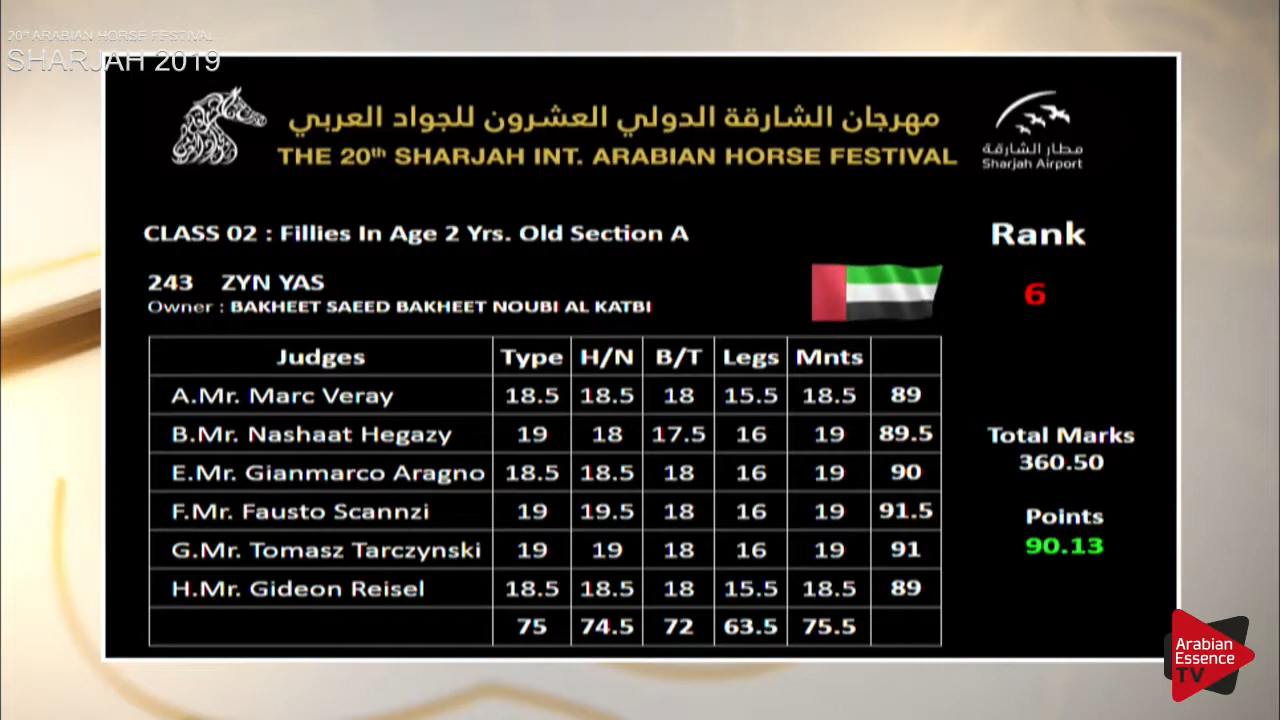 20th ARABIAN HORSE FESTIVAL
SHARJAH 2019
مهرجان الشارقة الدولي العشرون للجواد العربي
THE 20th SHARJAH INT. ARABIAN HORSE FESTIVAL
مطار الشارقة
Sharjah Airport
CLASS 02 : Fillies In Age 2 Yrs. Old Section A
Rank
243 ZYN YAS
6
Owner : BAKHEET SAEED BAKHEET NOUBI AL KATBI
Judges Type H/N B/T Legs Mnts
A.Mr. Marc Veray 18.5 18.5 18 15.5 18.5 89
B.Mr. Nashaat Hegazy 19 18 17.5 16 19 89.5
E.Mr. Gianmarco Aragno 18.5 18.5 18 16 19 90
F.Mr. Fausto Scannzi 19 19.5 18 16 19 91.5
G.Mr. Tomasz Tarczynski 19 19 18 16 19 91
H.Mr. Gideon Reisel 18.5 18.5 18 15.5 18.5 89
75 74.5 72 63.5 75.5
Total Marks
360.50
Points
90.13
Arabian
Essence
TV